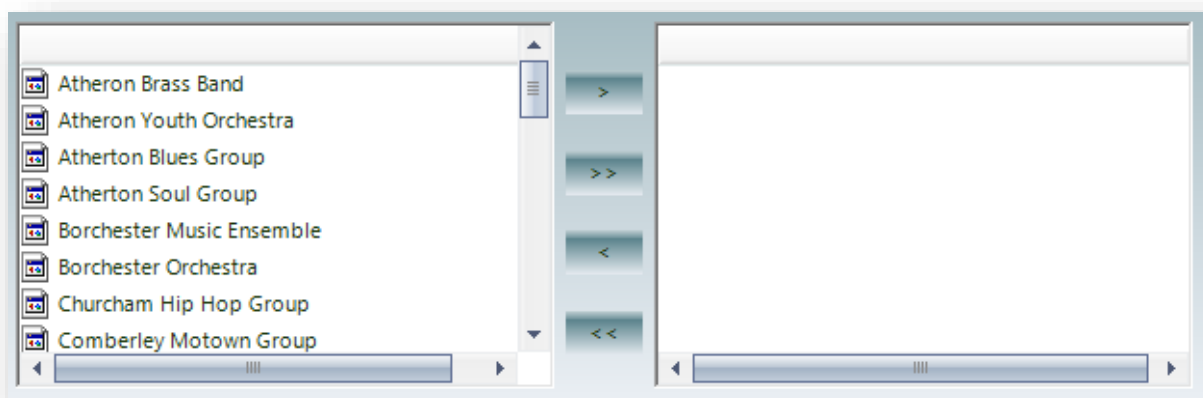 Atheron Brass Band
Atheron Youth Orchestra
Atherton Blues Group
Atherton Soul Group
Borchester Music Ensemble
Borchester Orchestra
Churcham Hip Hop Group
Comberley Motown Group
>
>>
<
<<